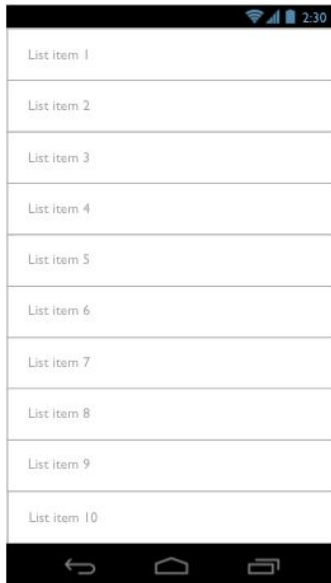 2:30
List item 1
List item 2
List item 3
List item 4
List item 5
List item 6
List item 7
List item 8
List item 9
List item 10